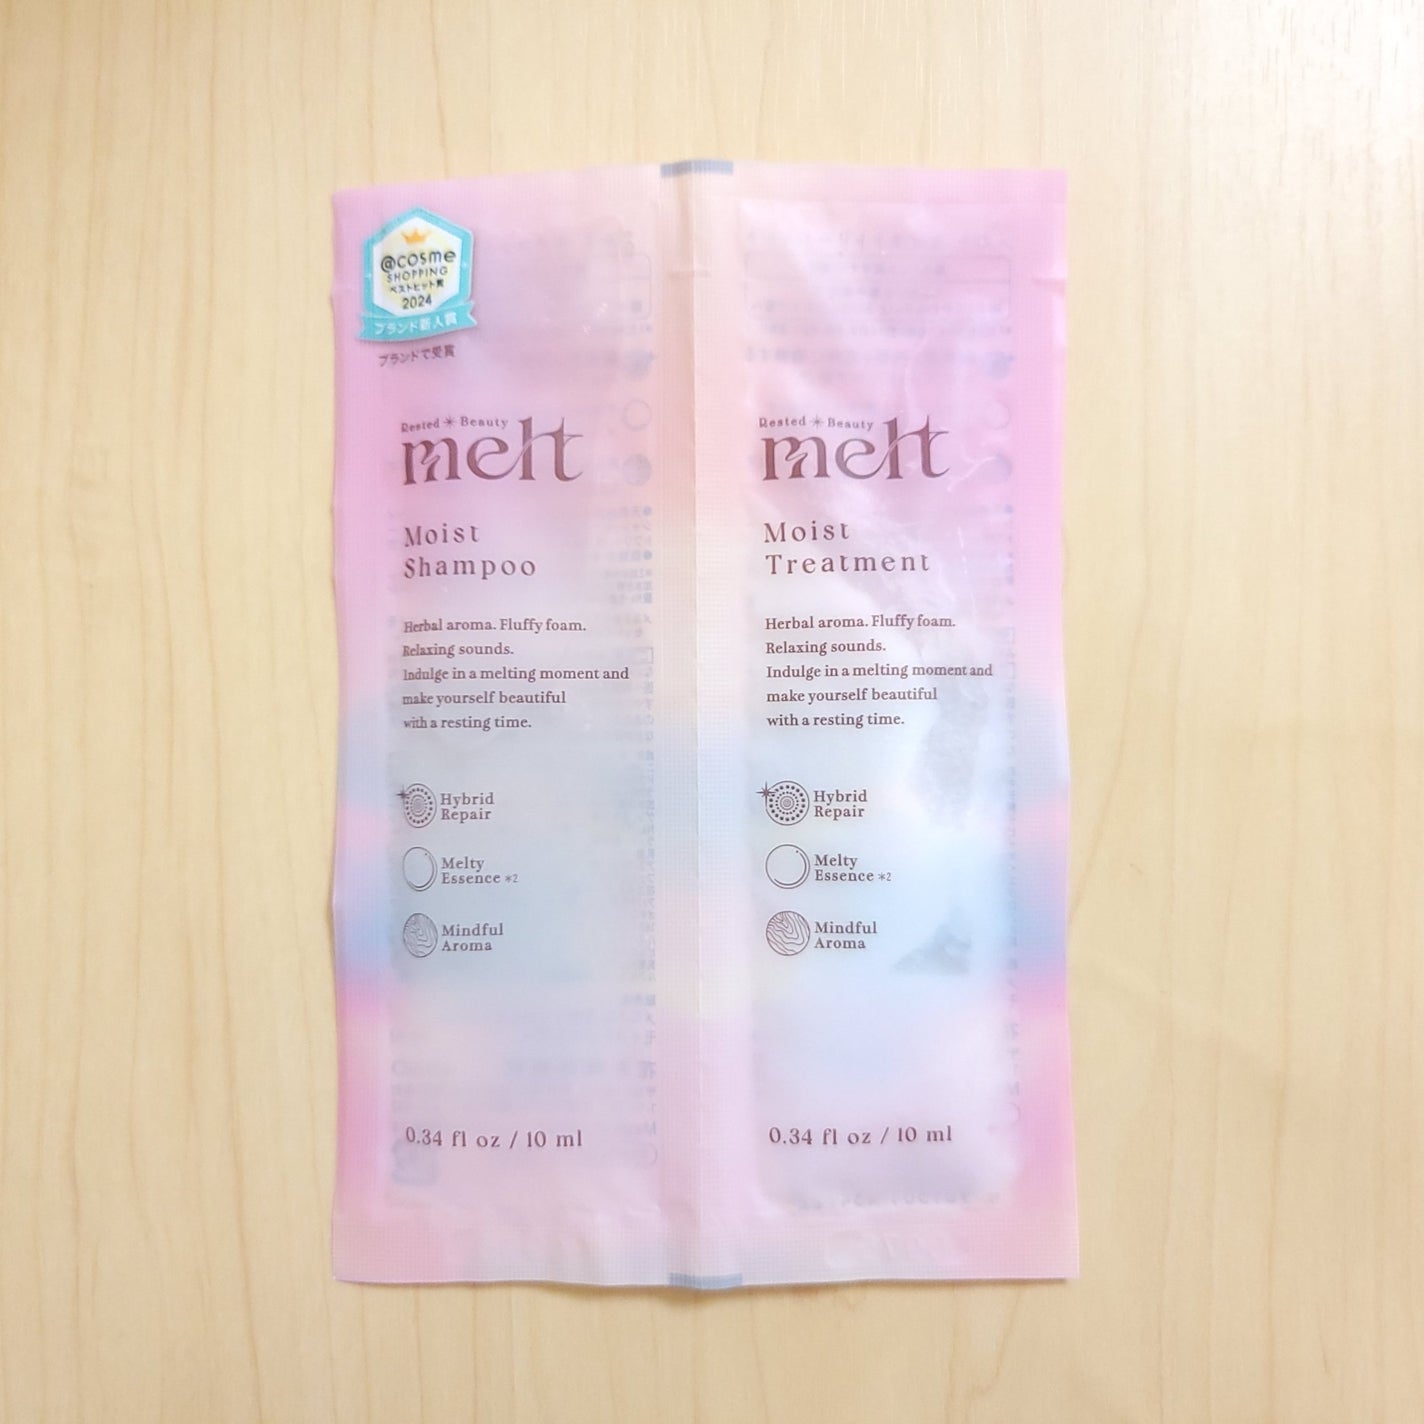 @cosme
SHOPPING
ベストヒット賞
2024
ブランド新人賞
ブランドで受賞
Rested Beauty
melt
Moist
Shampoo
Herbal aroma. Fluffy foam.
Relaxing sounds.
Indulge in a melting moment and
make yourself beautiful
with a resting time.
Hybrid
Repair
Melty
Essence *2
Mindful
Aroma
0.34 fl oz / 10 ml
Rested Beauty
melt
Moist
Treatment
Herbal aroma. Fluffy foam.
Relaxing sounds.
Indulge in a melting moment and
make yourself beautiful
with a resting time.
Hybrid
Repair
Melty
Essence *2
Mindful
Aroma
0.34 fl oz / 10 ml